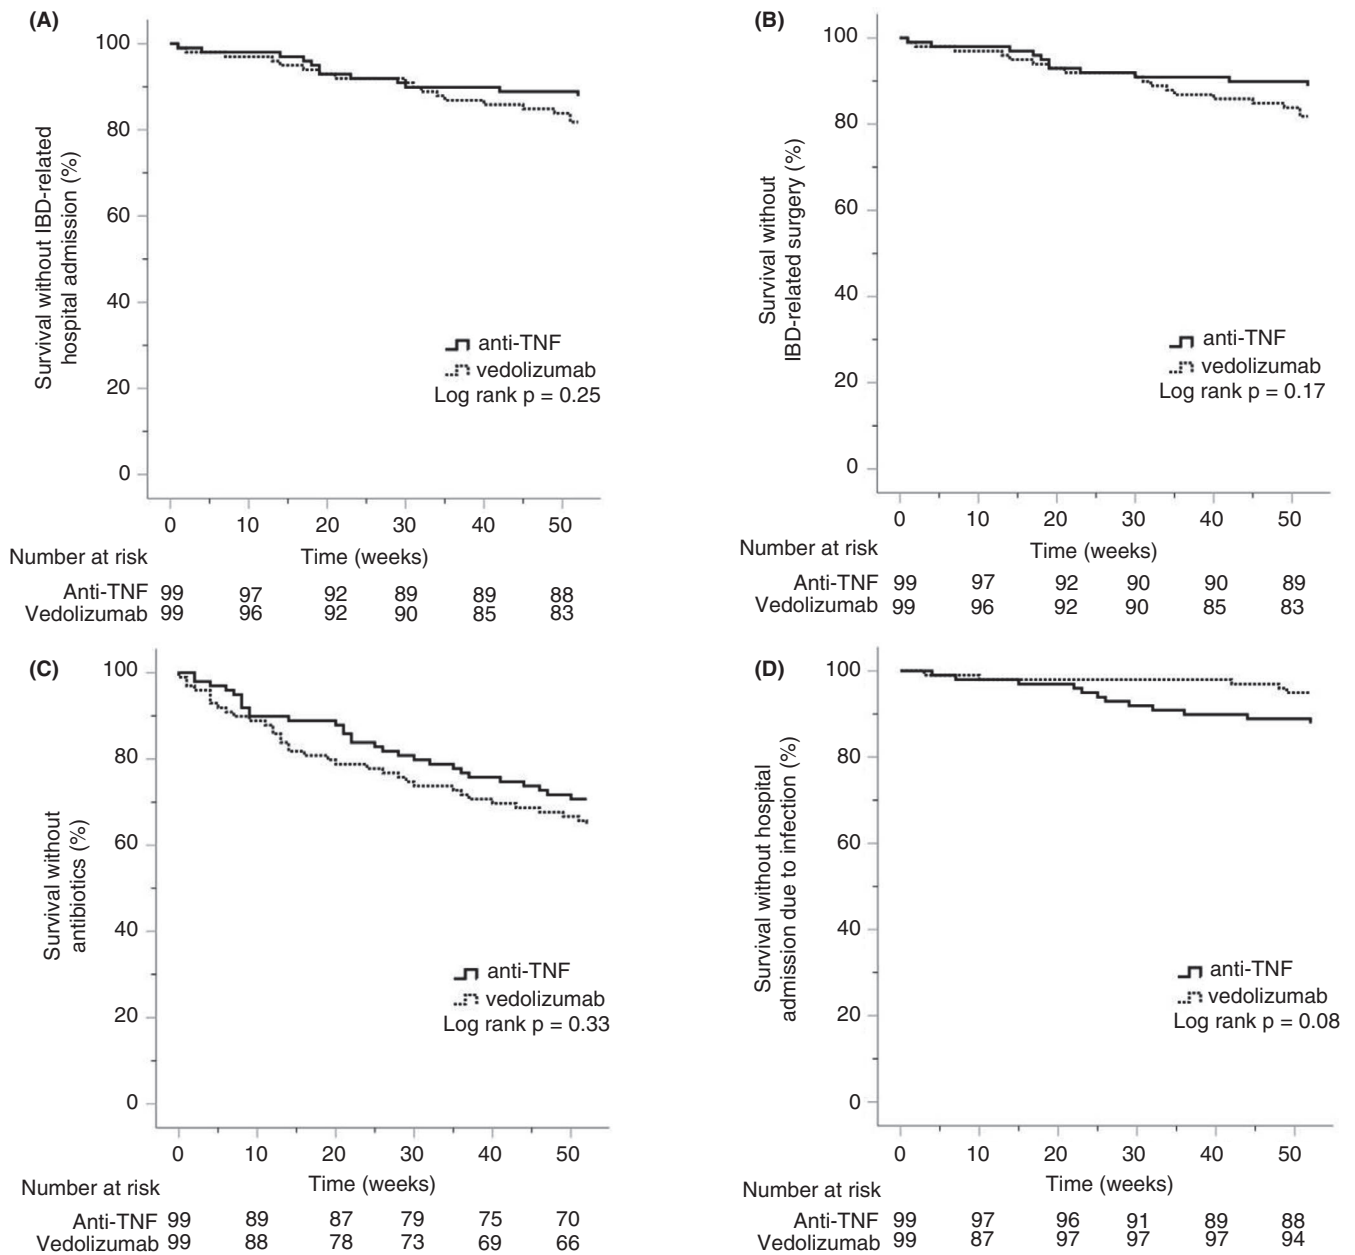 (A)
100
80
60
40
20
0
Survival without IBD-related
hospital admission (%)
anti-TNF
vedolizumab
Log rank p = 0.25
0 10 20 30 40 50
Number at risk Time (weeks)
Anti-TNF 99 97 92 89 89 88
Vedolizumab 99 96 92 90 85 83
(B)
100
80
60
40
20
0
Survival without
IBD-related surgery (%)
anti-TNF
vedolizumab
Log rank p = 0.17
0 10 20 30 40 50
Number at risk Time (weeks)
Anti-TNF 99 97 92 90 90 89
Vedolizumab 99 96 92 90 85 83
(C)
100
80
60
40
20
0
Survival without
antibiotics (%)
anti-TNF
vedolizumab
Log rank p = 0.33
0 10 20 30 40 50
Number at risk Time (weeks)
Anti-TNF 99 89 87 79 75 70
Vedolizumab 99 88 78 73 69 66
(D)
100
80
60
40
20
0
Survival without hospital
admission due to infection (%)
anti-TNF
vedolizumab
Log rank p = 0.08
0 10 20 30 40 50
Number at risk Time (weeks)
Anti-TNF 99 97 96 91 89 88
Vedolizumab 99 87 97 97 97 94